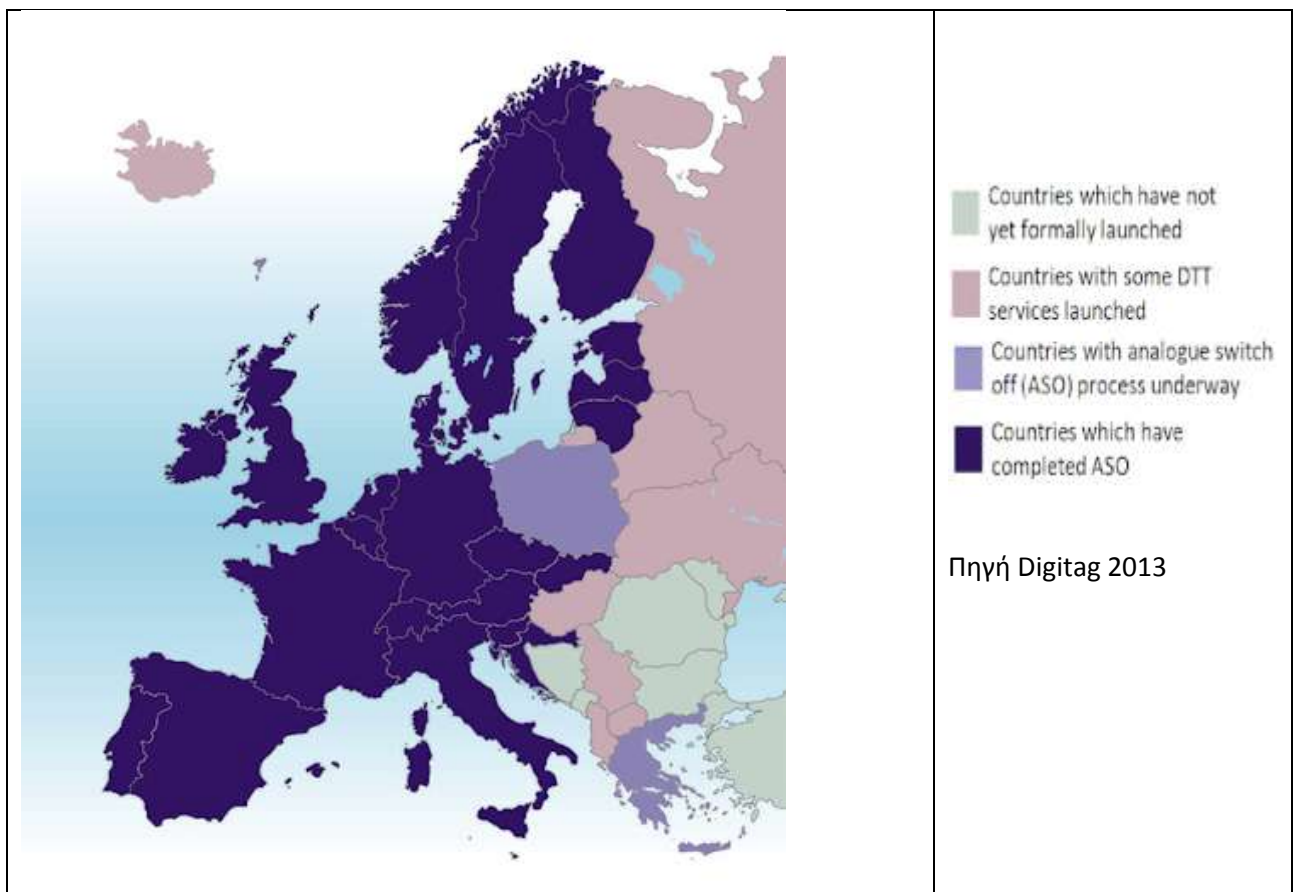 Countries which have not
yet formally launched
Countries with some DTT
services launched
Countries with analogue switch
off (ASO) process underway
Countries which have
completed ASO
Πηγή Digitag 2013